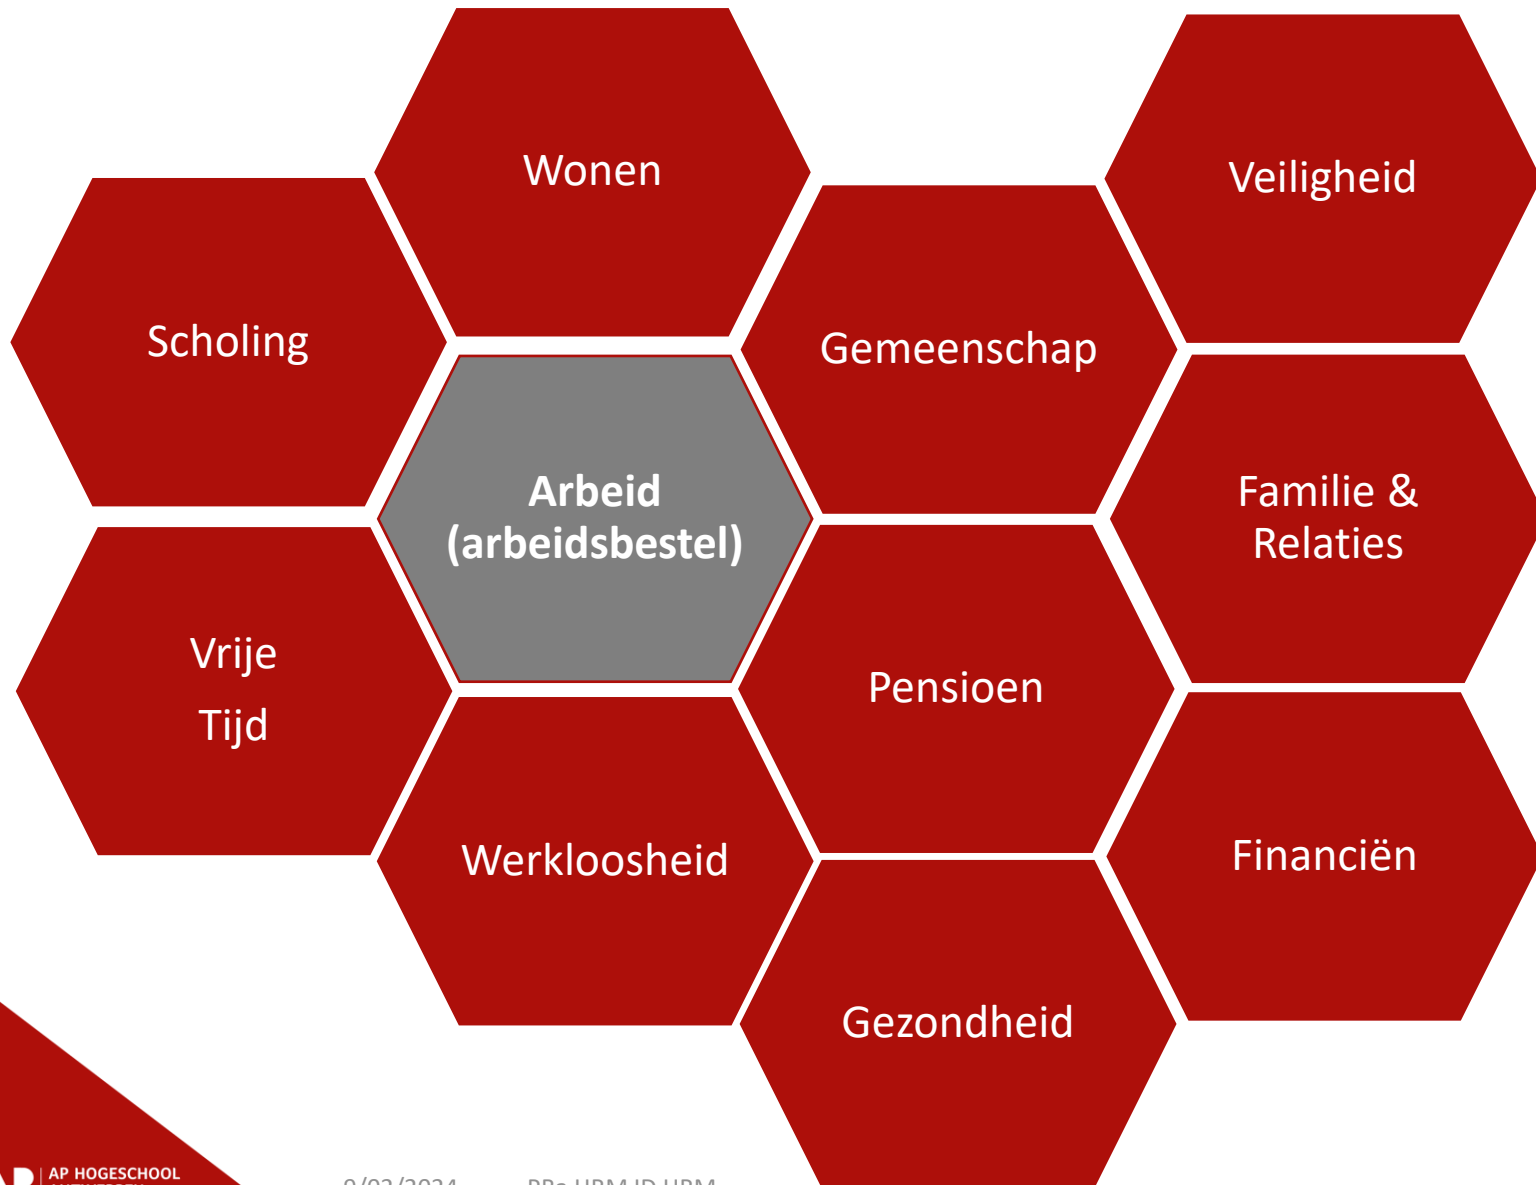 Wonen
Veiligheid
Scholing
Gemeenschap
Arbeid
(arbeidsbestel)
Familie &
Relaties
Vrije
Tijd
Pensioen
Werkloosheid
Financiën
Gezondheid
AP HOGESCHOOL